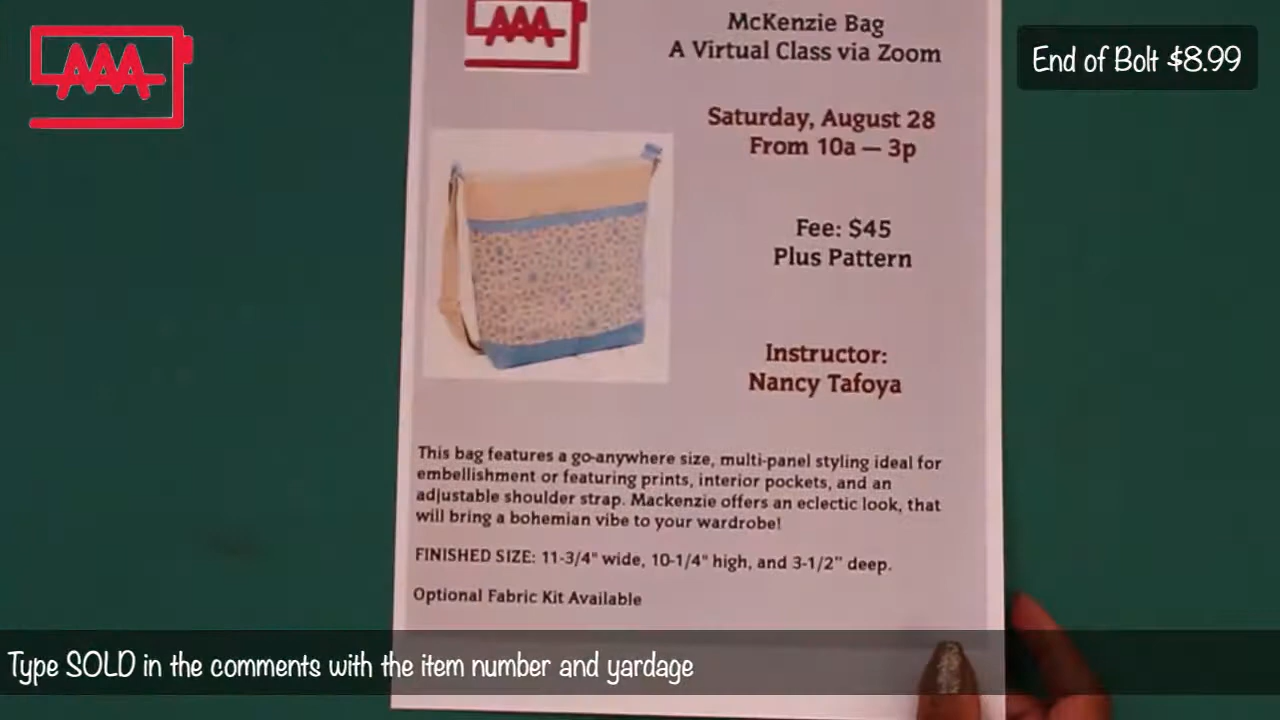 AAA
AAA
McKenzie Bag
A Virtual Class via Zoom
End of Bolt $8.99
Saturday, August 28
From 10a — 3p
Fee: $45
Plus Pattern
Instructor:
Nancy Tafoya
This bag features a go-anywhere size, multi-panel styling ideal for
embellishment or featuring prints, interior pockets, and an
adjustable shoulder strap. Mackenzie offers an eclectic look, that
will bring a bohemian vibe to your wardrobe!
FINISHED SIZE: 11-3/4" wide, 10-1/4" high, and 3-1/2" deep.
Optional Fabric Kit Available
Type SOLD in the comments with the item number and yardage